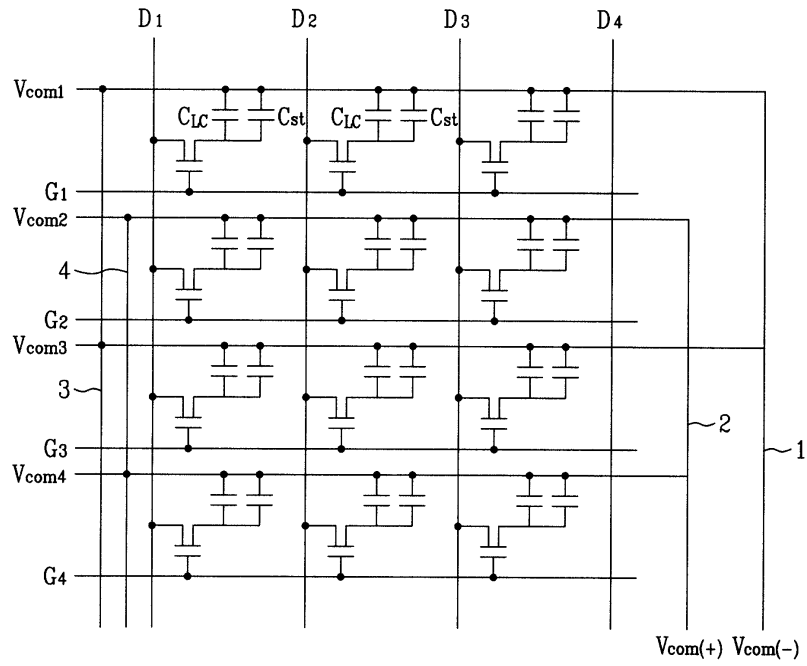 D1 D2 D3 D4
Vcom1
CLC Cst CLC Cst
G1
Vcom2
4
G2
Vcom3
3
2
1
G3
Vcom4
G4
Vcom(+) Vcom(-)